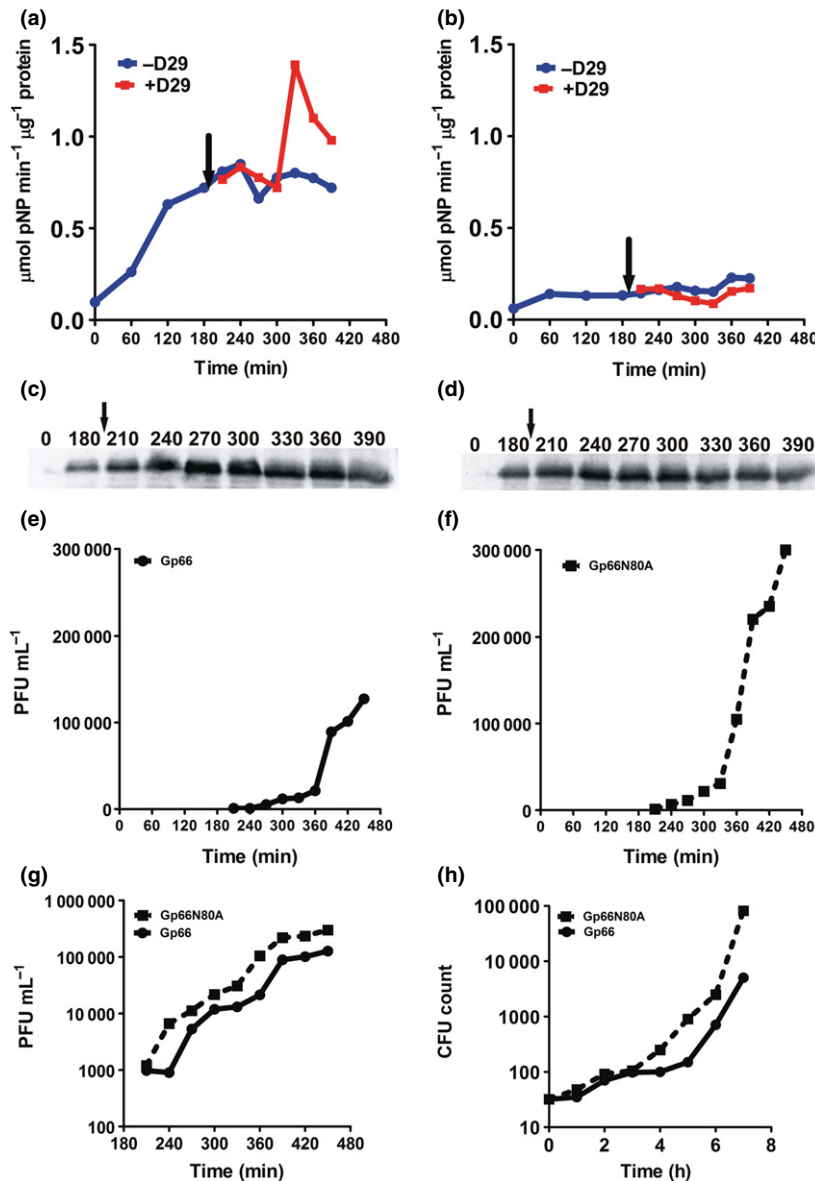 (a)
1.5
1.0
0.5
0.0
μmol pNP min⁻¹ μg⁻¹ protein
–D29
+D29
0 60 120 180 240 300 360 420 480
Time (min)
(b)
1.5
1.0
0.5
0.0
μmol pNP min⁻¹ μg⁻¹ protein
–D29
+D29
0 60 120 180 240 300 360 420 480
Time (min)
(c)
0 180 210 240 270 300 330 360 390
(d)
0 180 210 240 270 300 330 360 390
(e)
300 000
200 000
100 000
0
PFU mL⁻¹
Gp66
0 60 120 180 240 300 360 420 480
Time (min)
(f)
300 000
200 000
100 000
0
PFU mL⁻¹
Gp66N80A
0 60 120 180 240 300 360 420 480
Time (min)
(g)
1 000 000
100 000
10 000
1000
100
PFU mL⁻¹
Gp66N80A
Gp66
180 240 300 360 420 480
Time (min)
(h)
100 000
10 000
1000
100
10
CFU count
Gp66N80A
Gp66
0 2 4 6 8
Time (h)